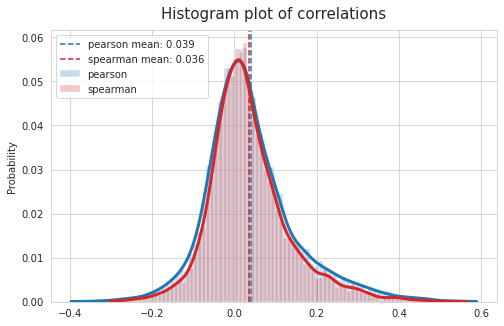 Histogram plot of correlations
pearson mean: 0.039
spearman mean: 0.036
pearson
spearman
Probability
0.06
0.05
0.04
0.03
0.02
0.01
0.00
−0.4 −0.2 0.0 0.2 0.4 0.6